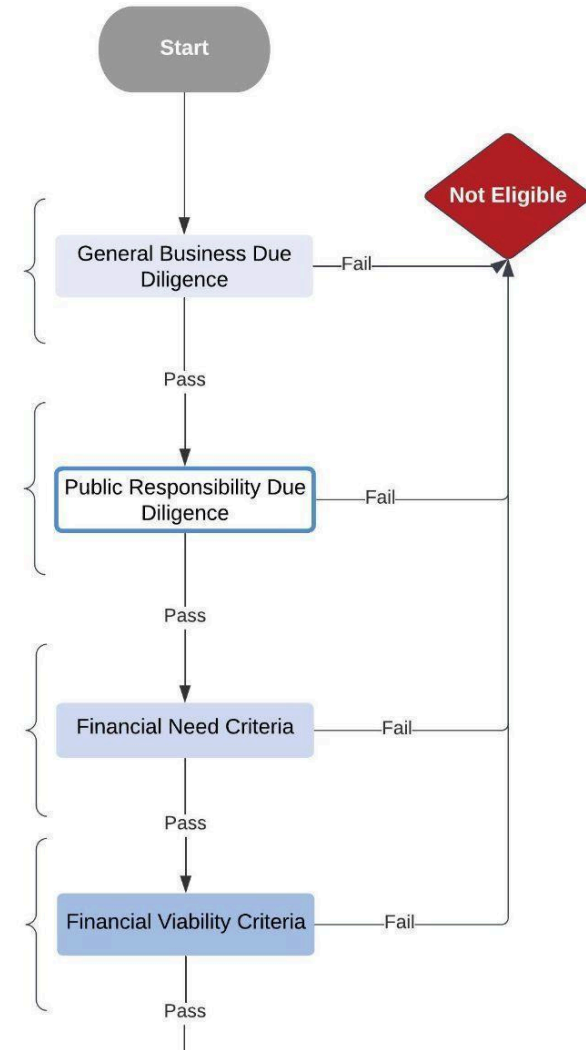 Start
Not Eligible
General Business Due
Diligence
Fail
Pass
Public Responsibility Due
Diligence
Fail
Pass
Financial Need Criteria
Fail
Pass
Financial Viability Criteria
Fail
Pass